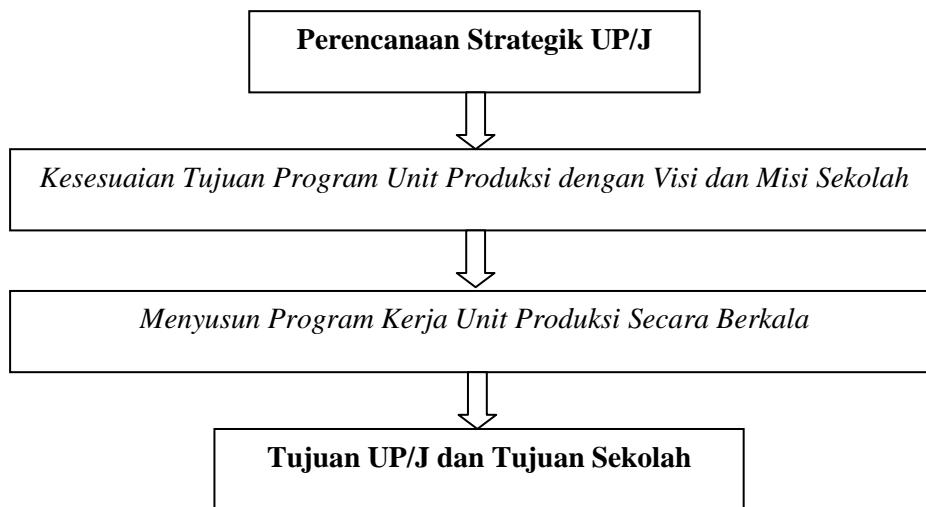 Perencanaan Strategik UP/J
Kesesuaian Tujuan Program Unit Produksi dengan Visi dan Misi Sekolah
Menyusun Program Kerja Unit Produksi Secara Berkala
Tujuan UP/J dan Tujuan Sekolah